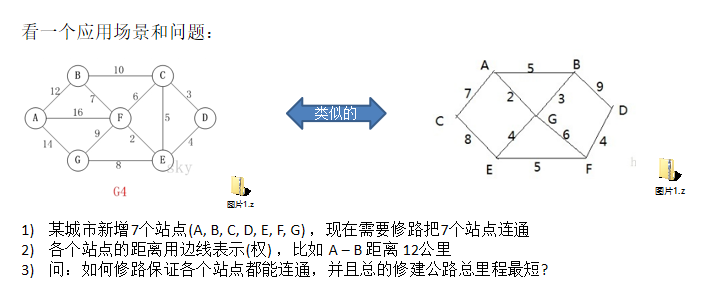 看一个应用场景和问题：
B 10 C
12 7 6 3
A 16 F 5 D
14 9 2 4
G 8 E
sky
G4
图片1.z
类似的
A 5 B
7 2 3 9
C G D
8 4 6 4
E 5 F
h
图片1.z
1) 某城市新增7个站点(A, B, C, D, E, F, G) ，现在需要修路把7个站点连通
2) 各个站点的距离用边线表示(权) ，比如 A – B 距离 12公里
3) 问：如何修路保证各个站点都能连通，并且总的修建公路总里程最短?